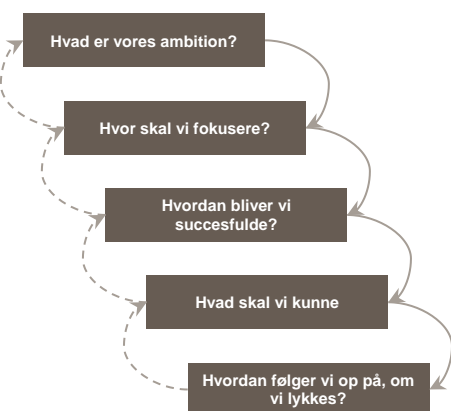 Hvad er vores ambition?
Hvor skal vi fokusere?
Hvordan bliver vi
succesfulde?
Hvad skal vi kunne
Hvordan følger vi op på, om
vi lykkes?